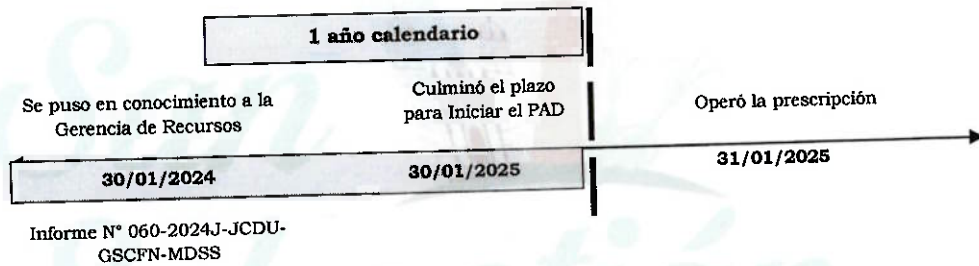 1 año calendario
Se puso en conocimiento a la
Gerencia de Recursos
Culminó el plazo
para Iniciar el PAD
Operó la prescripción
30/01/2024
30/01/2025
31/01/2025
Informe N° 060-2024J-JCDU-
GSCFN-MDSS